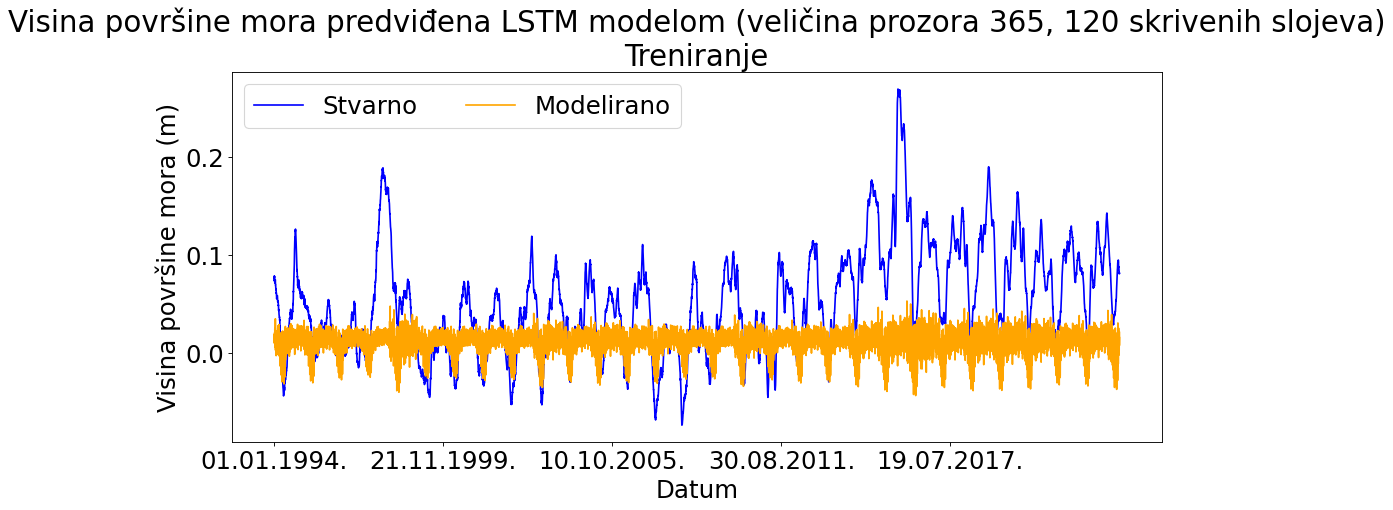 Visina površine mora predviđena LSTM modelom (veličina prozora 365, 120 skrivenih slojeva)
Treniranje
Stvarno Modelirano
Visina površine mora (m)
0.2
0.1
0.0
01.01.1994. 21.11.1999. 10.10.2005. 30.08.2011. 19.07.2017.
Datum